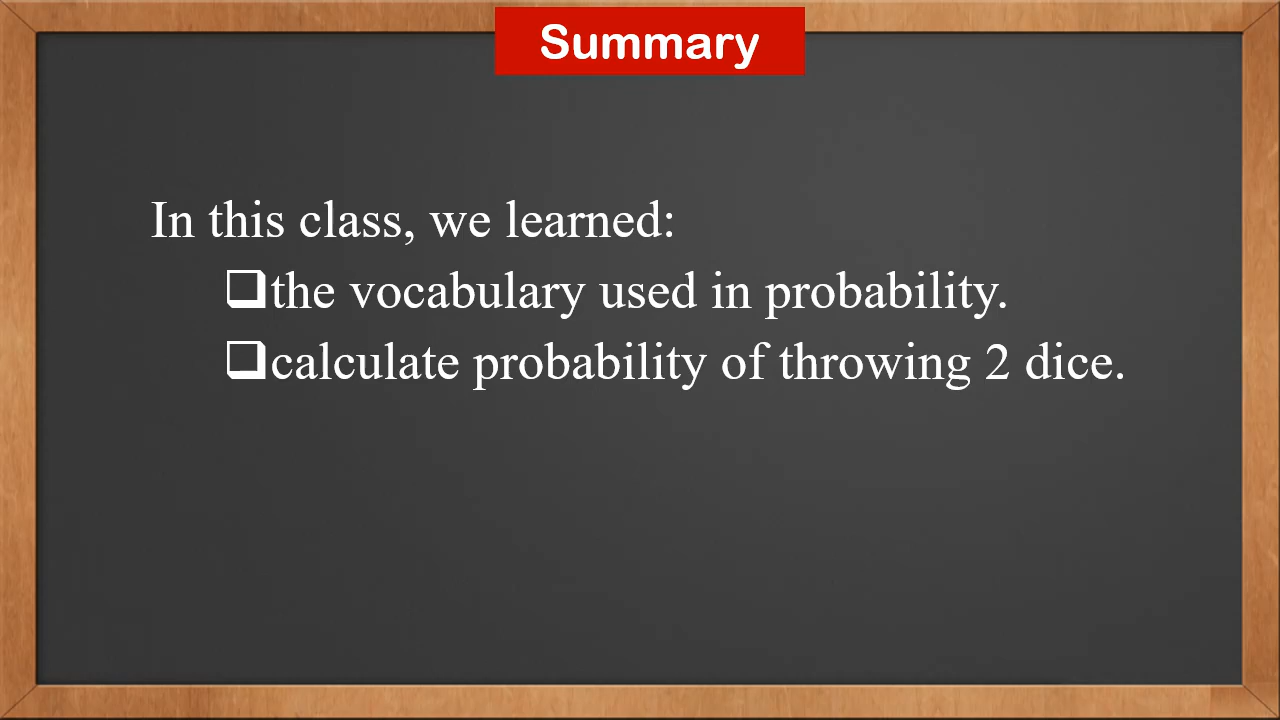 Summary
In this class, we learned:
❑the vocabulary used in probability.
❑calculate probability of throwing 2 dice.